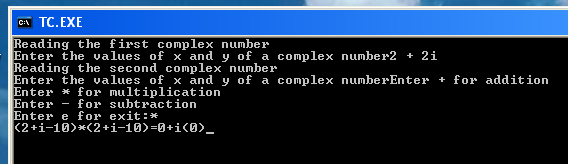 TC.EXE
Reading the first complex number
Enter the values of x and y of a complex number2 + 2i
Reading the second complex number
Enter the values of x and y of a complex numberEnter + for addition
Enter * for multiplication
Enter - for subtraction
Enter e for exit:*
(2+i-10)*(2+i-10)=0+i(0)_